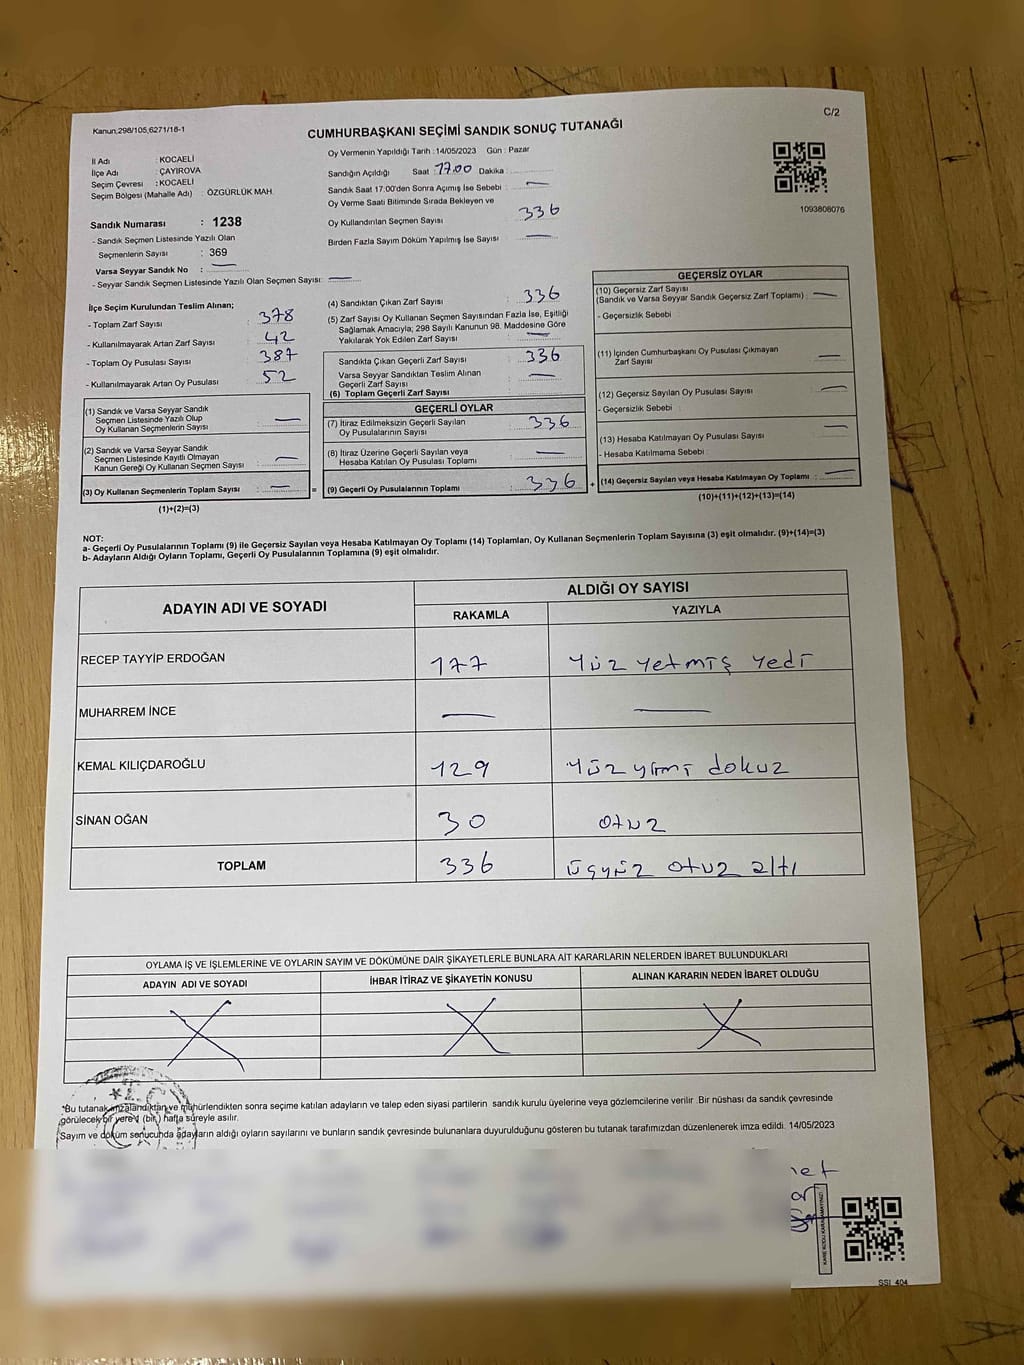 Kanun,298/105,6271/18-1
C/2
CUMHURBAŞKANI SEÇİMİ SANDIK SONUÇ TUTANAĞI
İl Adı : KOCAELİ
İlçe Adı : ÇAYIROVA
Seçim Çevresi : KOCAELİ
Seçim Bölgesi (Mahalle Adı) : ÖZGÜRLÜK MAH.
Sandık Numarası : 1238
- Sandık Seçmen Listesinde Yazılı Olan
Seçmenlerin Sayısı : 369
Varsa Seyyar Sandık No : —
- Seyyar Sandık Seçmen Listesinde Yazılı Olan Seçmen Sayısı: —
Oy Vermenin Yapıldığı Tarih : 14/05/2023 Gün : Pazar
Sandığın Açıldığı Saat : 17.00 Dakika :
Sandık Saat 17:00'den Sonra Açımış İse Sebebi : —
Oy Verme Saati Bitiminde Sırada Bekleyen ve
Oy Kullandırılan Seçmen Sayısı : 336
Birden Fazla Sayım Döküm Yapılmış İse Sayısı : —
1093808076
İlçe Seçim Kurulundan Teslim Alınan;
- Toplam Zarf Sayısı : 378
- Kullanılmayarak Artan Zarf Sayısı : 42
- Toplam Oy Pusulası Sayısı : 387
- Kullanılmayarak Artan Oy Pusulası : 52
(1) Sandık ve Varsa Seyyar Sandık
Seçmen Listesinde Yazılı Olup
Oy Kullanan Seçmenlerin Sayısı : —
(2) Sandık ve Varsa Seyyar Sandık
Seçmen Listesinde Kayıtlı Olmayan
Kanun Gereği Oy Kullanan Seçmen Sayısı : —
(3) Oy Kullanan Seçmenlerin Toplam Sayısı : — =
(1)+(2)=(3)
(4) Sandıktan Çıkan Zarf Sayısı : 336
(5) Zarf Sayısı Oy Kullanan Seçmen Sayısından Fazla İse, Eşitliği
Sağlamak Amacıyla; 298 Sayılı Kanunun 98. Maddesine Göre
Yakılarak Yok Edilen Zarf Sayısı : —
Sandıkta Çıkan Geçerli Zarf Sayısı : 336
Varsa Seyyar Sandıktan Teslim Alınan
Geçerli Zarf Sayısı : —
(6) Toplam Geçerli Zarf Sayısı :
GEÇERLİ OYLAR
(7) İtiraz Edilmeksizin Geçerli Sayılan
Oy Pusulalarının Sayısı : 336
(8) İtiraz Üzerine Geçerli Sayılan veya
Hesaba Katılan Oy Pusulası Toplamı : —
(9) Geçerli Oy Pusulalarının Toplamı : 336 +
GEÇERSİZ OYLAR
(10) Geçersiz Zarf Sayısı
(Sandık ve Varsa Seyyar Sandık Geçersiz Zarf Toplamı) : —
- Geçersizlik Sebebi :
(11) İçinden Cumhurbaşkanı Oy Pusulası Çıkmayan
Zarf Sayısı : —
(12) Geçersiz Sayılan Oy Pusulası Sayısı : —
- Geçersizlik Sebebi :
(13) Hesaba Katılmayan Oy Pusulası Sayısı : —
- Hesaba Katılmama Sebebi :
(14) Geçersiz Sayılan veya Hesaba Katılmayan Oy Toplamı : —
(10)+(11)+(12)+(13)=(14)
NOT:
a- Geçerli Oy Pusulalarının Toplamı (9) ile Geçersiz Sayılan veya Hesaba Katılmayan Oy Toplamı (14) Toplamları, Oy Kullanan Seçmenlerin Toplam Sayısına (3) eşit olmalıdır. (9)+(14)=(3)
b- Adayların Aldığı Oyların Toplamı, Geçerli Oy Pusulalarının Toplamına (9) eşit olmalıdır.
ADAYIN ADI VE SOYADI
ALDIĞI OY SAYISI
RAKAMLA YAZIYLA
RECEP TAYYİP ERDOĞAN 177 Yüz yetmiş yedi
MUHARREM İNCE — —
KEMAL KILIÇDAROĞLU 129 Yüz yirmi dokuz
SİNAN OĞAN 30 otuz
TOPLAM 336 üçyüz otuz altı
OYLAMA İŞ VE İŞLEMLERİNE VE OYLARIN SAYIM VE DÖKÜMÜNE DAİR ŞİKAYETLERLE BUNLARA AİT KARARLARIN NELERDEN İBARET BULUNDUKLARI
ADAYIN ADI VE SOYADI İHBAR İTİRAZ VE ŞİKAYETİN KONUSU ALINAN KARARIN NEDEN İBARET OLDUĞU
*Bu tutanak imzalandıktan ve mühürlendikten sonra seçime katılan adayların ve talep eden siyasi partilerin sandık kurulu üyelerine veya gözlemcilerine verilir .Bir nüshası da sandık çevresinde
görülecek bir yere 1 (bir) hafta süreyle asılır.
Sayım ve döküm sonucunda adayların aldığı oyların sayılarını ve bunların sandık çevresinde bulunanlara duyurulduğunu gösteren bu tutanak tarafımızdan düzenlenerek imza edildi. 14/05/2023
KARE KODU KARALAMAYINIZ!
SSI_404